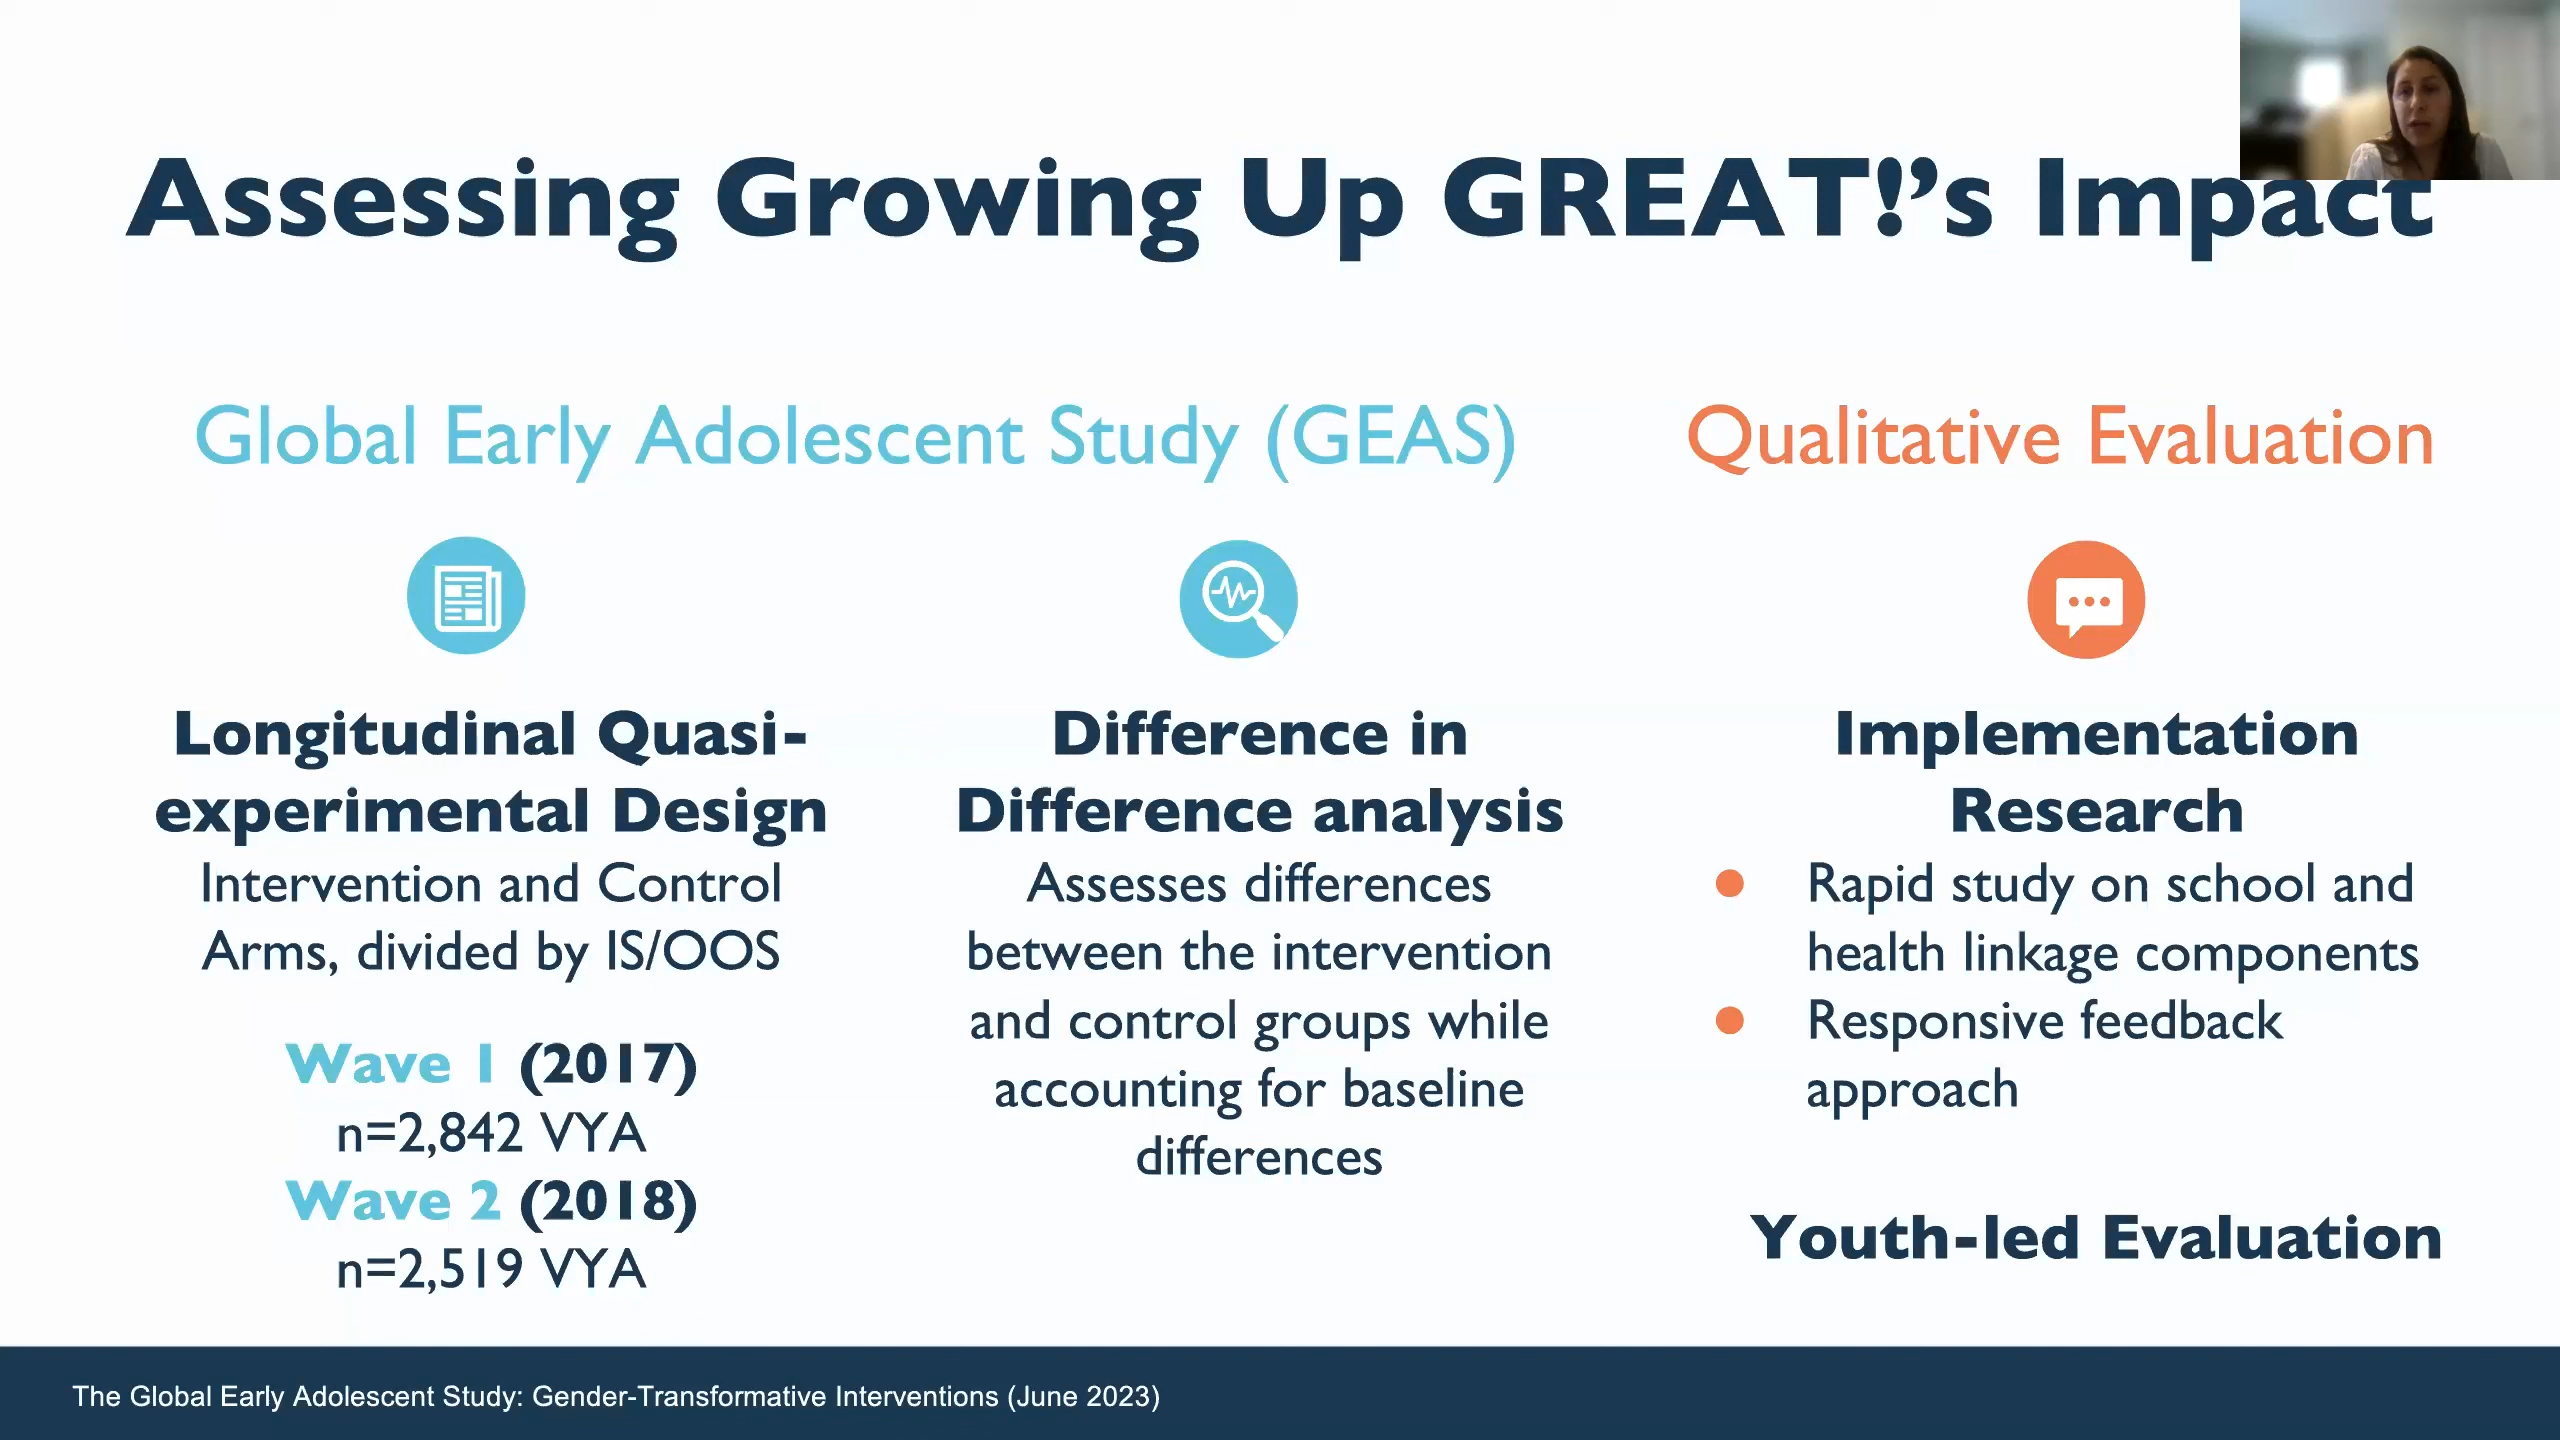 Assessing Growing Up GREAT!’s Impact
Global Early Adolescent Study (GEAS)
Longitudinal Quasi-
experimental Design
Intervention and Control
Arms, divided by IS/OOS
Wave 1 (2017)
n=2,842 VYA
Wave 2 (2018)
n=2,519 VYA
Difference in
Difference analysis
Assesses differences
between the intervention
and control groups while
accounting for baseline
differences
Qualitative Evaluation
Implementation
Research
● Rapid study on school and
health linkage components
● Responsive feedback
approach
Youth-led Evaluation
The Global Early Adolescent Study: Gender-Transformative Interventions (June 2023)